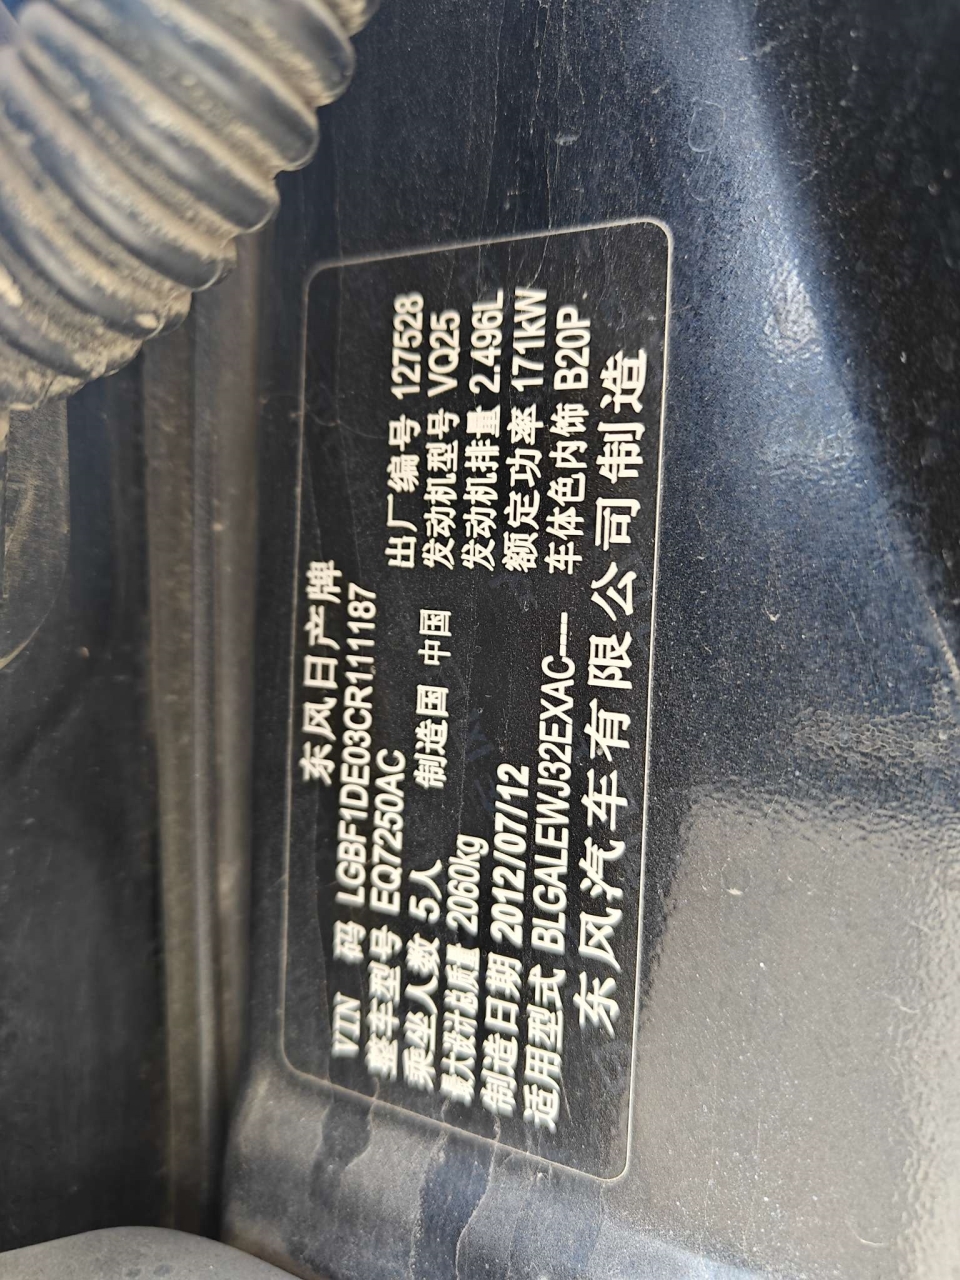 东风日产牌
VIN 码 LGBF1DE03CR111187
整车型号 EQ7250AC 出厂编号 127528
乘坐人数 5人 制造国 中国 发动机型号 VQ25
最大设计总质量 2060kg 发动机排量 2.496L
制造日期 2012/07/12 额定功率 171kW
适用型式 BLGALEWJ32EXAC---- 车体色内饰 B20P
东风汽车有限公司制造